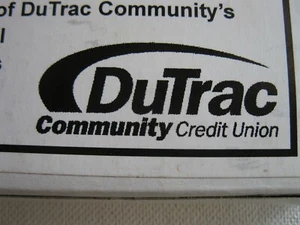 of DuTrac Community's
DuTrac
Community Credit Union